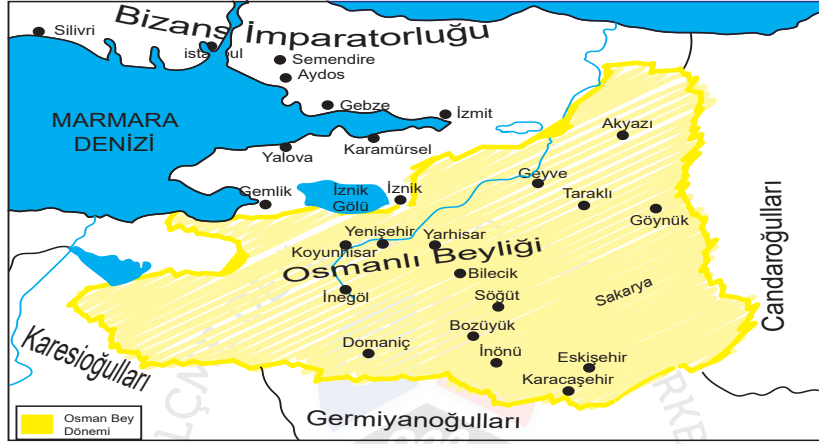 Silivri
Bizans İmparatorluğu
istanbul
Semendire
Aydos
Gebze
İzmit
MARMARA
DENİZİ
Akyazı
Yalova
Karamürsel
Geyve
Gemlik
İznik
Gölü
İznik
Taraklı
Göynük
Candaroğulları
Yenişehir
Yarhisar
Koyunhisar
Osmanlı Beyliği
Bilecik
İnegöl
Söğüt
Sakarya
Karesioğulları
Bozüyük
Domaniç
İnönü
Eskişehir
Karacaşehir
Germiyanoğulları
Osman Bey
Dönemi